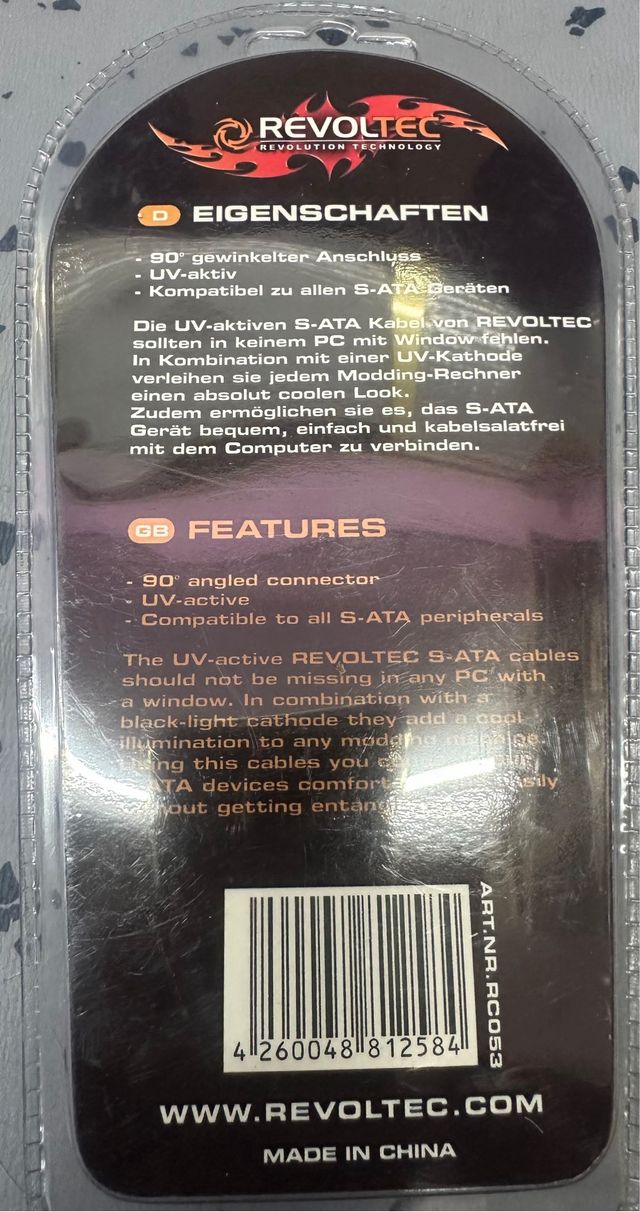 REVOLTEC
REVOLUTION TECHNOLOGY
D EIGENSCHAFTEN
- 90° gewinkelter Anschluss
- UV-aktiv
- Kompatibel zu allen S-ATA Geräten
Die UV-aktiven S-ATA Kabel von REVOLTEC
sollten in keinem PC mit Window fehlen.
In Kombination mit einer UV-Kathode
verleihen sie jedem Modding-Rechner
einen absolut coolen Look.
Zudem ermöglichen sie es, das S-ATA
Gerät bequem, einfach und kabelsalatfrei
mit dem Computer zu verbinden.
GB FEATURES
- 90° angled connector
- UV-active
- Compatible to all S-ATA peripherals
The UV-active REVOLTEC S-ATA cables
should not be missing in any PC with
a window. In combination with a
black-light cathode they add a cool
illumination to any
Using this cables you
devices
getting
ART.NR.RC053
4 260048 812584
WWW.REVOLTEC.COM
MADE IN CHINA